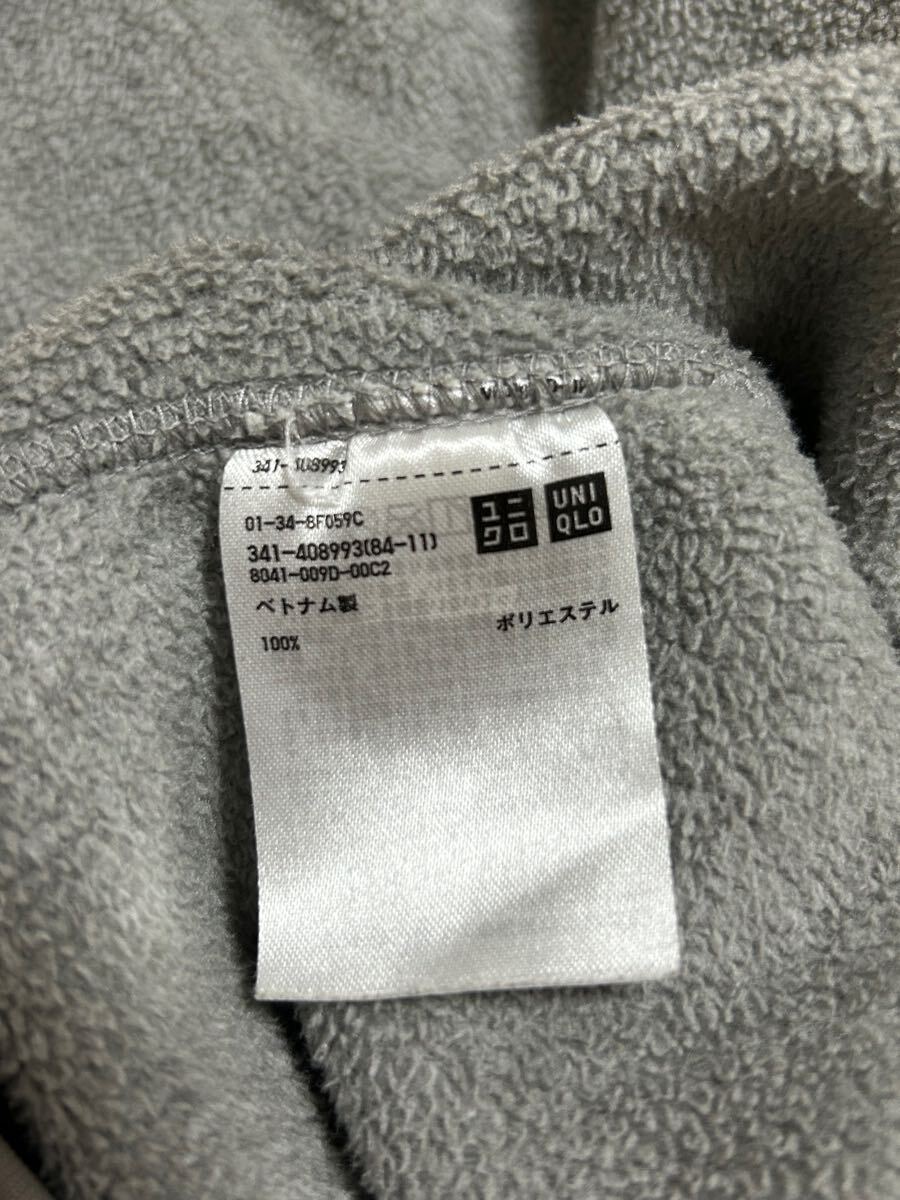 341-408993
01-34-8F059C
341-408993(84-11)
8041-009D-00C2
ユニ
クロ
UNI
QLO
ベトナム製
100% ポリエステル